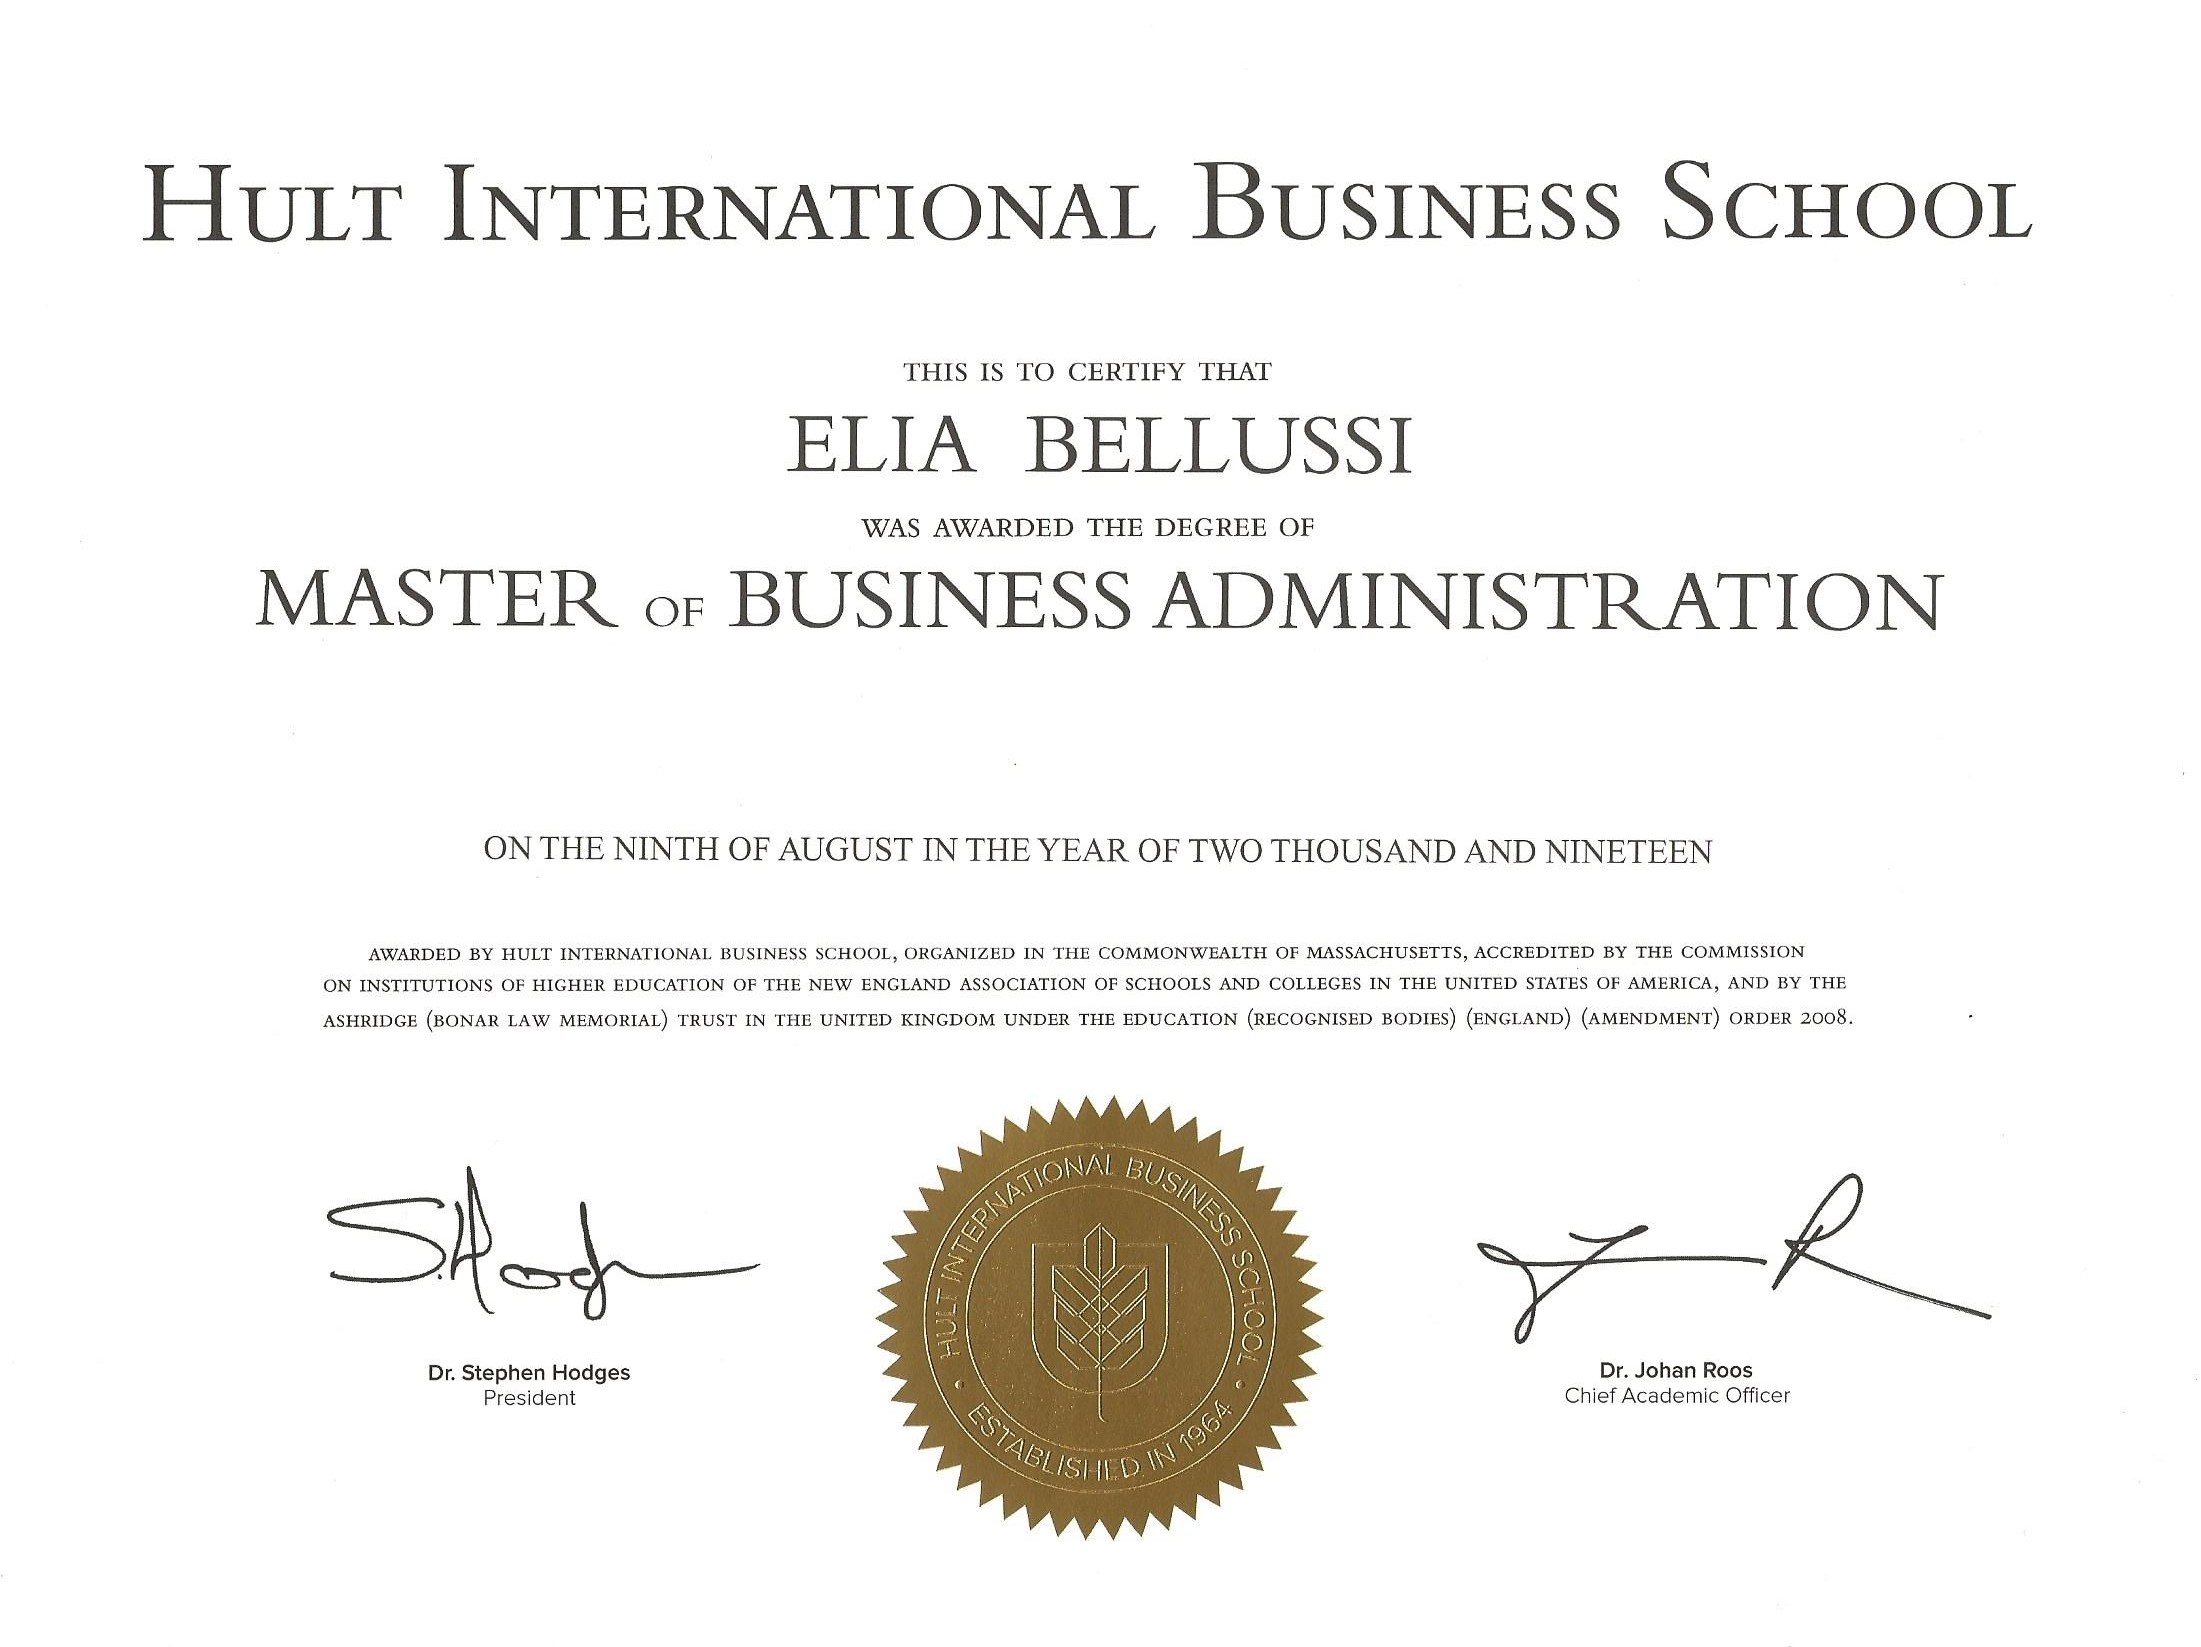 HULT INTERNATIONAL BUSINESS SCHOOL
THIS IS TO CERTIFY THAT
ELIA BELLUSSI
WAS AWARDED THE DEGREE OF
MASTER OF BUSINESS ADMINISTRATION
ON THE NINTH OF AUGUST IN THE YEAR OF TWO THOUSAND AND NINETEEN
AWARDED BY HULT INTERNATIONAL BUSINESS SCHOOL, ORGANIZED IN THE COMMONWEALTH OF MASSACHUSETTS, ACCREDITED BY THE COMMISSION
ON INSTITUTIONS OF HIGHER EDUCATION OF THE NEW ENGLAND ASSOCIATION OF SCHOOLS AND COLLEGES IN THE UNITED STATES OF AMERICA, AND BY THE
ASHRIDGE (BONAR LAW MEMORIAL) TRUST IN THE UNITED KINGDOM UNDER THE EDUCATION (RECOGNISED BODIES) (ENGLAND) (AMENDMENT) ORDER 2008.
HULT INTERNATIONAL BUSINESS SCHOOL
• ESTABLISHED IN 1964 •
Dr. Stephen Hodges
President
Dr. Johan Roos
Chief Academic Officer